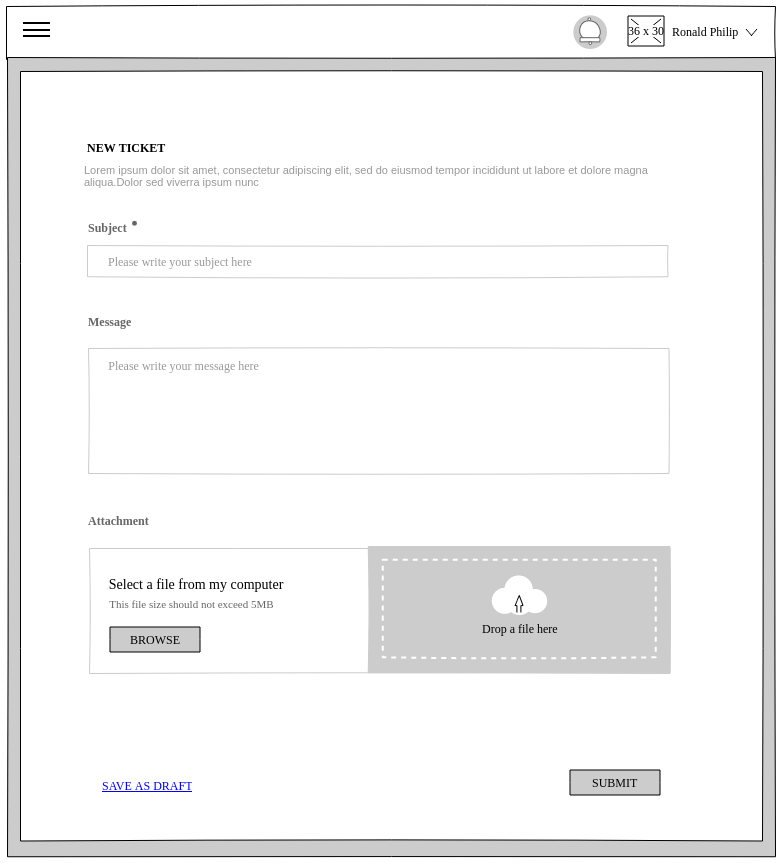 36 x 30 Ronald Philip
NEW TICKET
Lorem ipsum dolor sit amet, consectetur adipiscing elit, sed do eiusmod tempor incididunt ut labore et dolore magna
aliqua.Dolor sed viverra ipsum nunc
Subject
Please write your subject here
Message
Please write your message here
Attachment
Select a file from my computer
This file size should not exceed 5MB
BROWSE
Drop a file here
SAVE AS DRAFT
SUBMIT